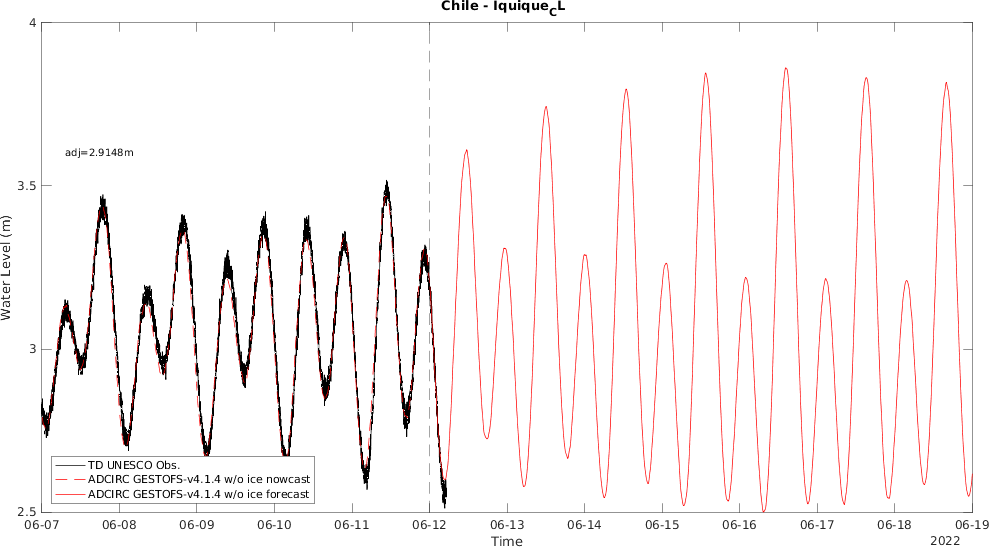 Chile - Iquique_CL
4
3.5
3
2.5
Water Level (m)
adj=2.9148m
TD UNESCO Obs.
ADCIRC GESTOFS-v4.1.4 w/o ice nowcast
ADCIRC GESTOFS-v4.1.4 w/o ice forecast
06-07 06-08 06-09 06-10 06-11 06-12 06-13 06-14 06-15 06-16 06-17 06-18 06-19
Time
2022